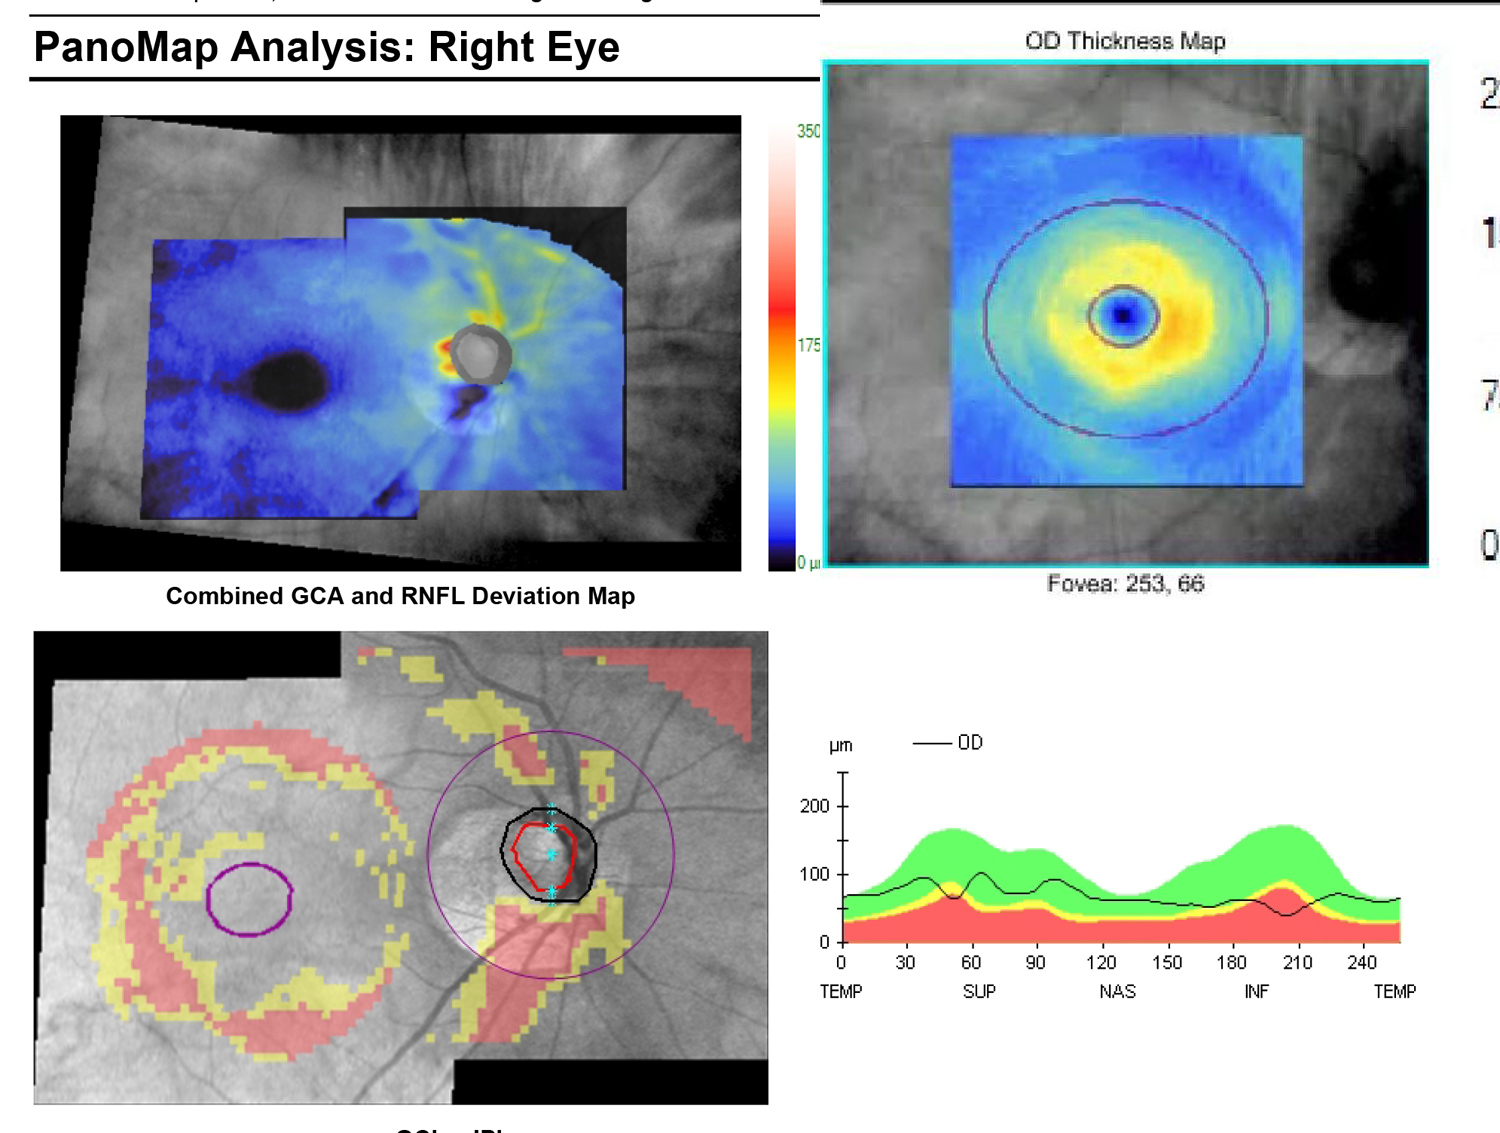 PanoMap Analysis: Right Eye
OD Thickness Map
350
175
0 µ
Fovea: 253, 66
Combined GCA and RNFL Deviation Map
µm
OD
200
100
0
0 30 60 90 120 150 180 210 240
TEMP SUP NAS INF TEMP